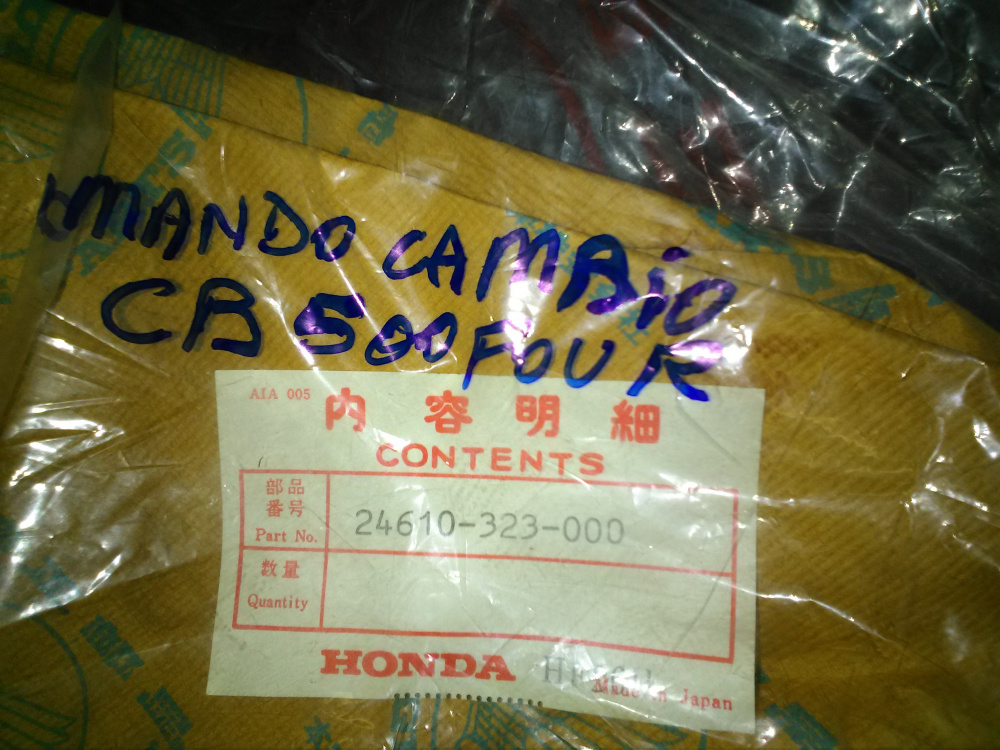 MANDO CAMBIO
CB 500 FOUR
AIA 005
内容明細
CONTENTS
部品
番号
Part No.
24610-323-000
数量
Quantity
HONDA
Made in Japan